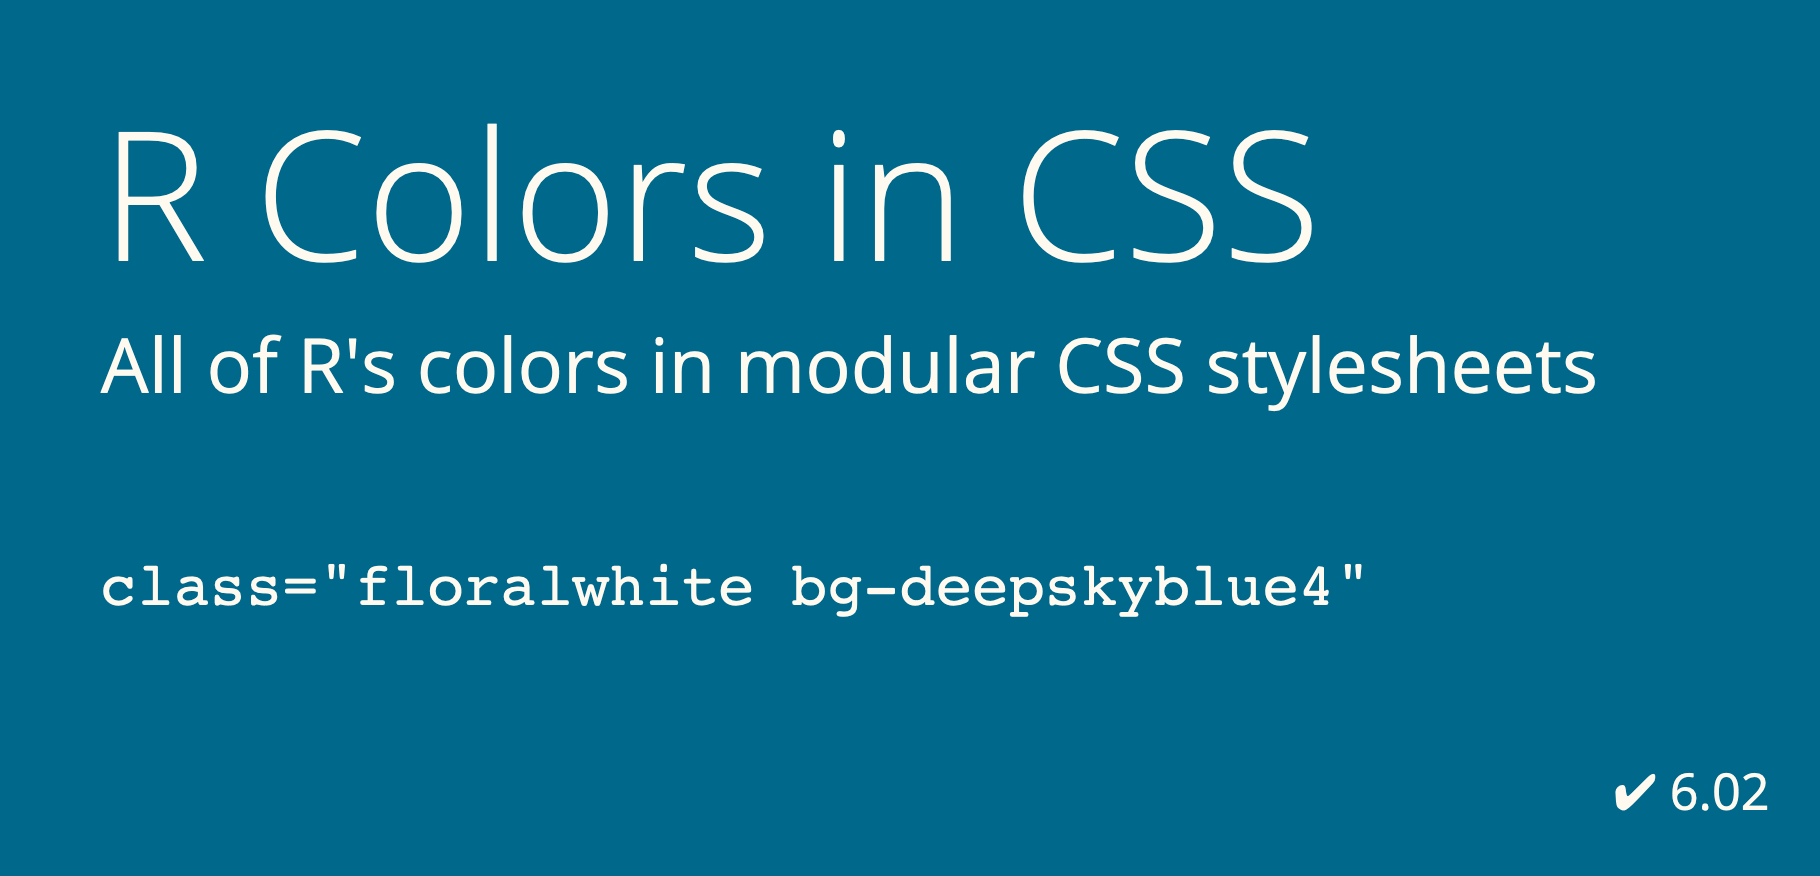 R Colors in CSS
All of R's colors in modular CSS stylesheets
class="floralwhite bg-deepskyblue4"
✔ 6.02